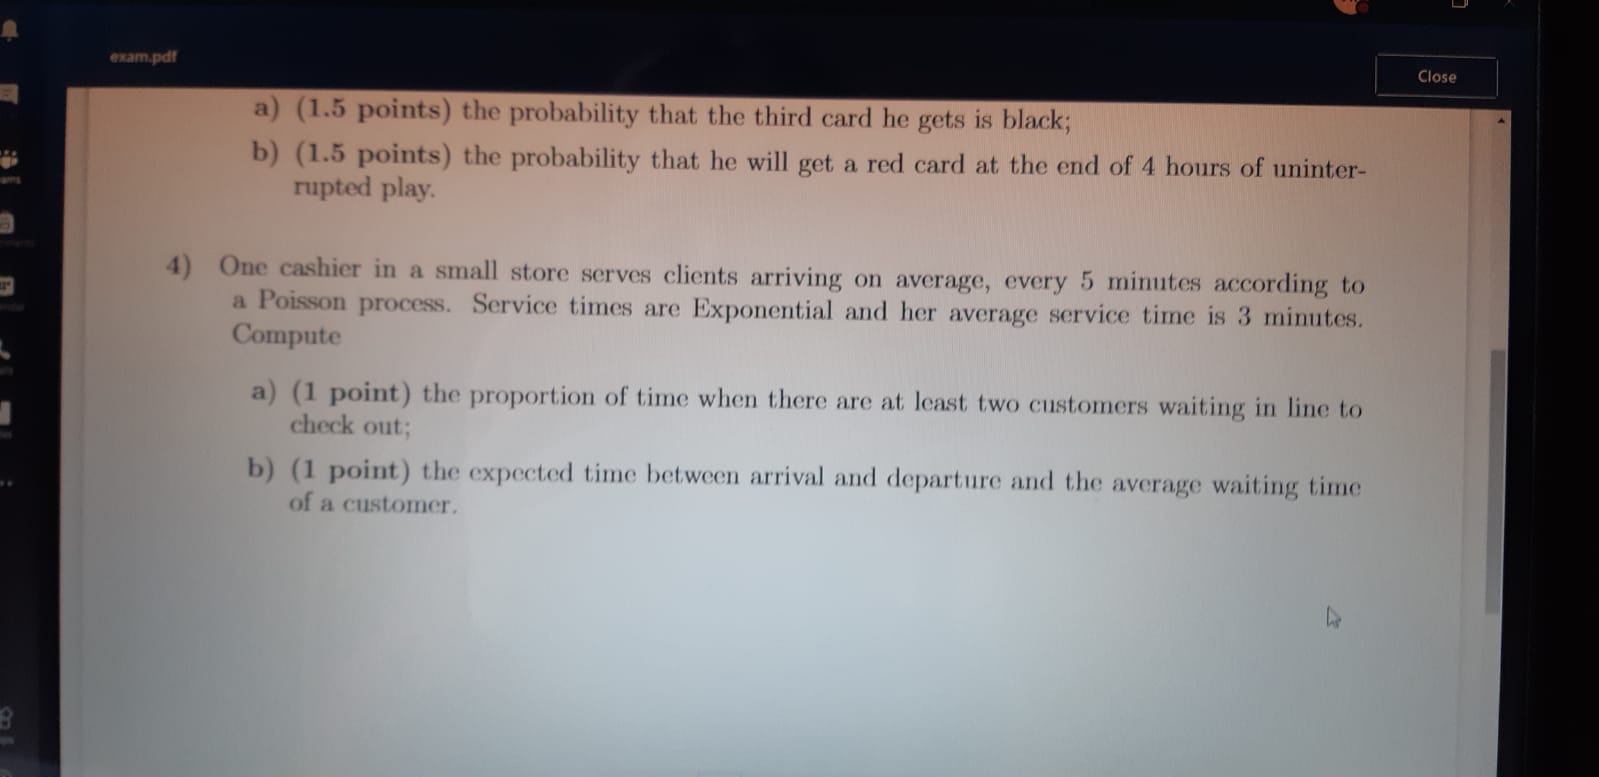 exam.pdf
Close
a) (1.5 points) the probability that the third card he gets is black;
b) (1.5 points) the probability that he will get a red card at the end of 4 hours of uninter-
rupted play.
4) One cashier in a small store serves clients arriving on average, every 5 minutes according to
a Poisson process. Service times are Exponential and her average service time is 3 minutes.
Compute
a) (1 point) the proportion of time when there are at least two customers waiting in line to
check out;
b) (1 point) the expected time between arrival and departure and the average waiting time
of a customer.